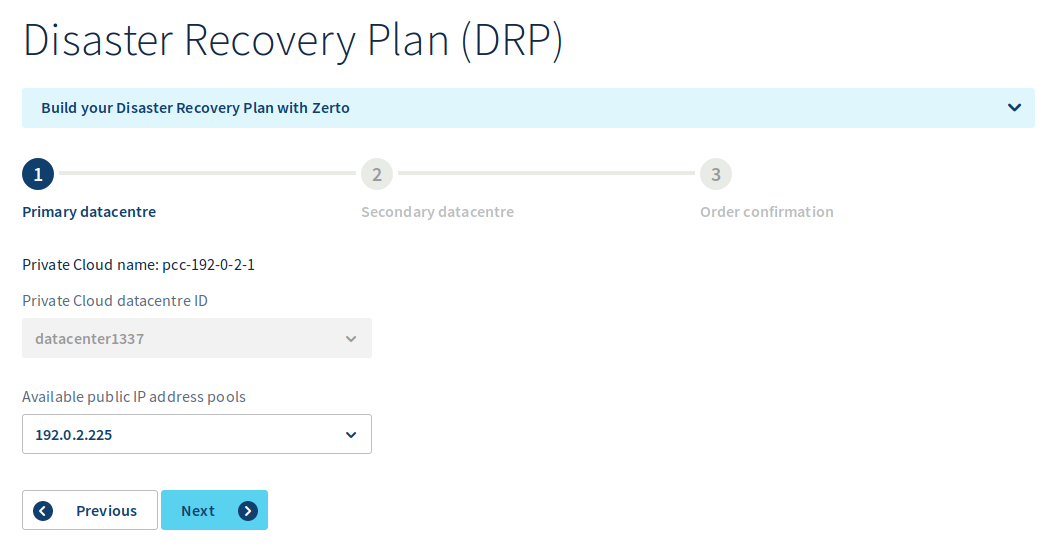 Disaster Recovery Plan (DRP)
Build your Disaster Recovery Plan with Zerto
1
2
3
Primary datacentre
Secondary datacentre
Order confirmation
Private Cloud name: pcc-192-0-2-1
Private Cloud datacentre ID
datacenter1337
Available public IP address pools
192.0.2.225
Previous
Next